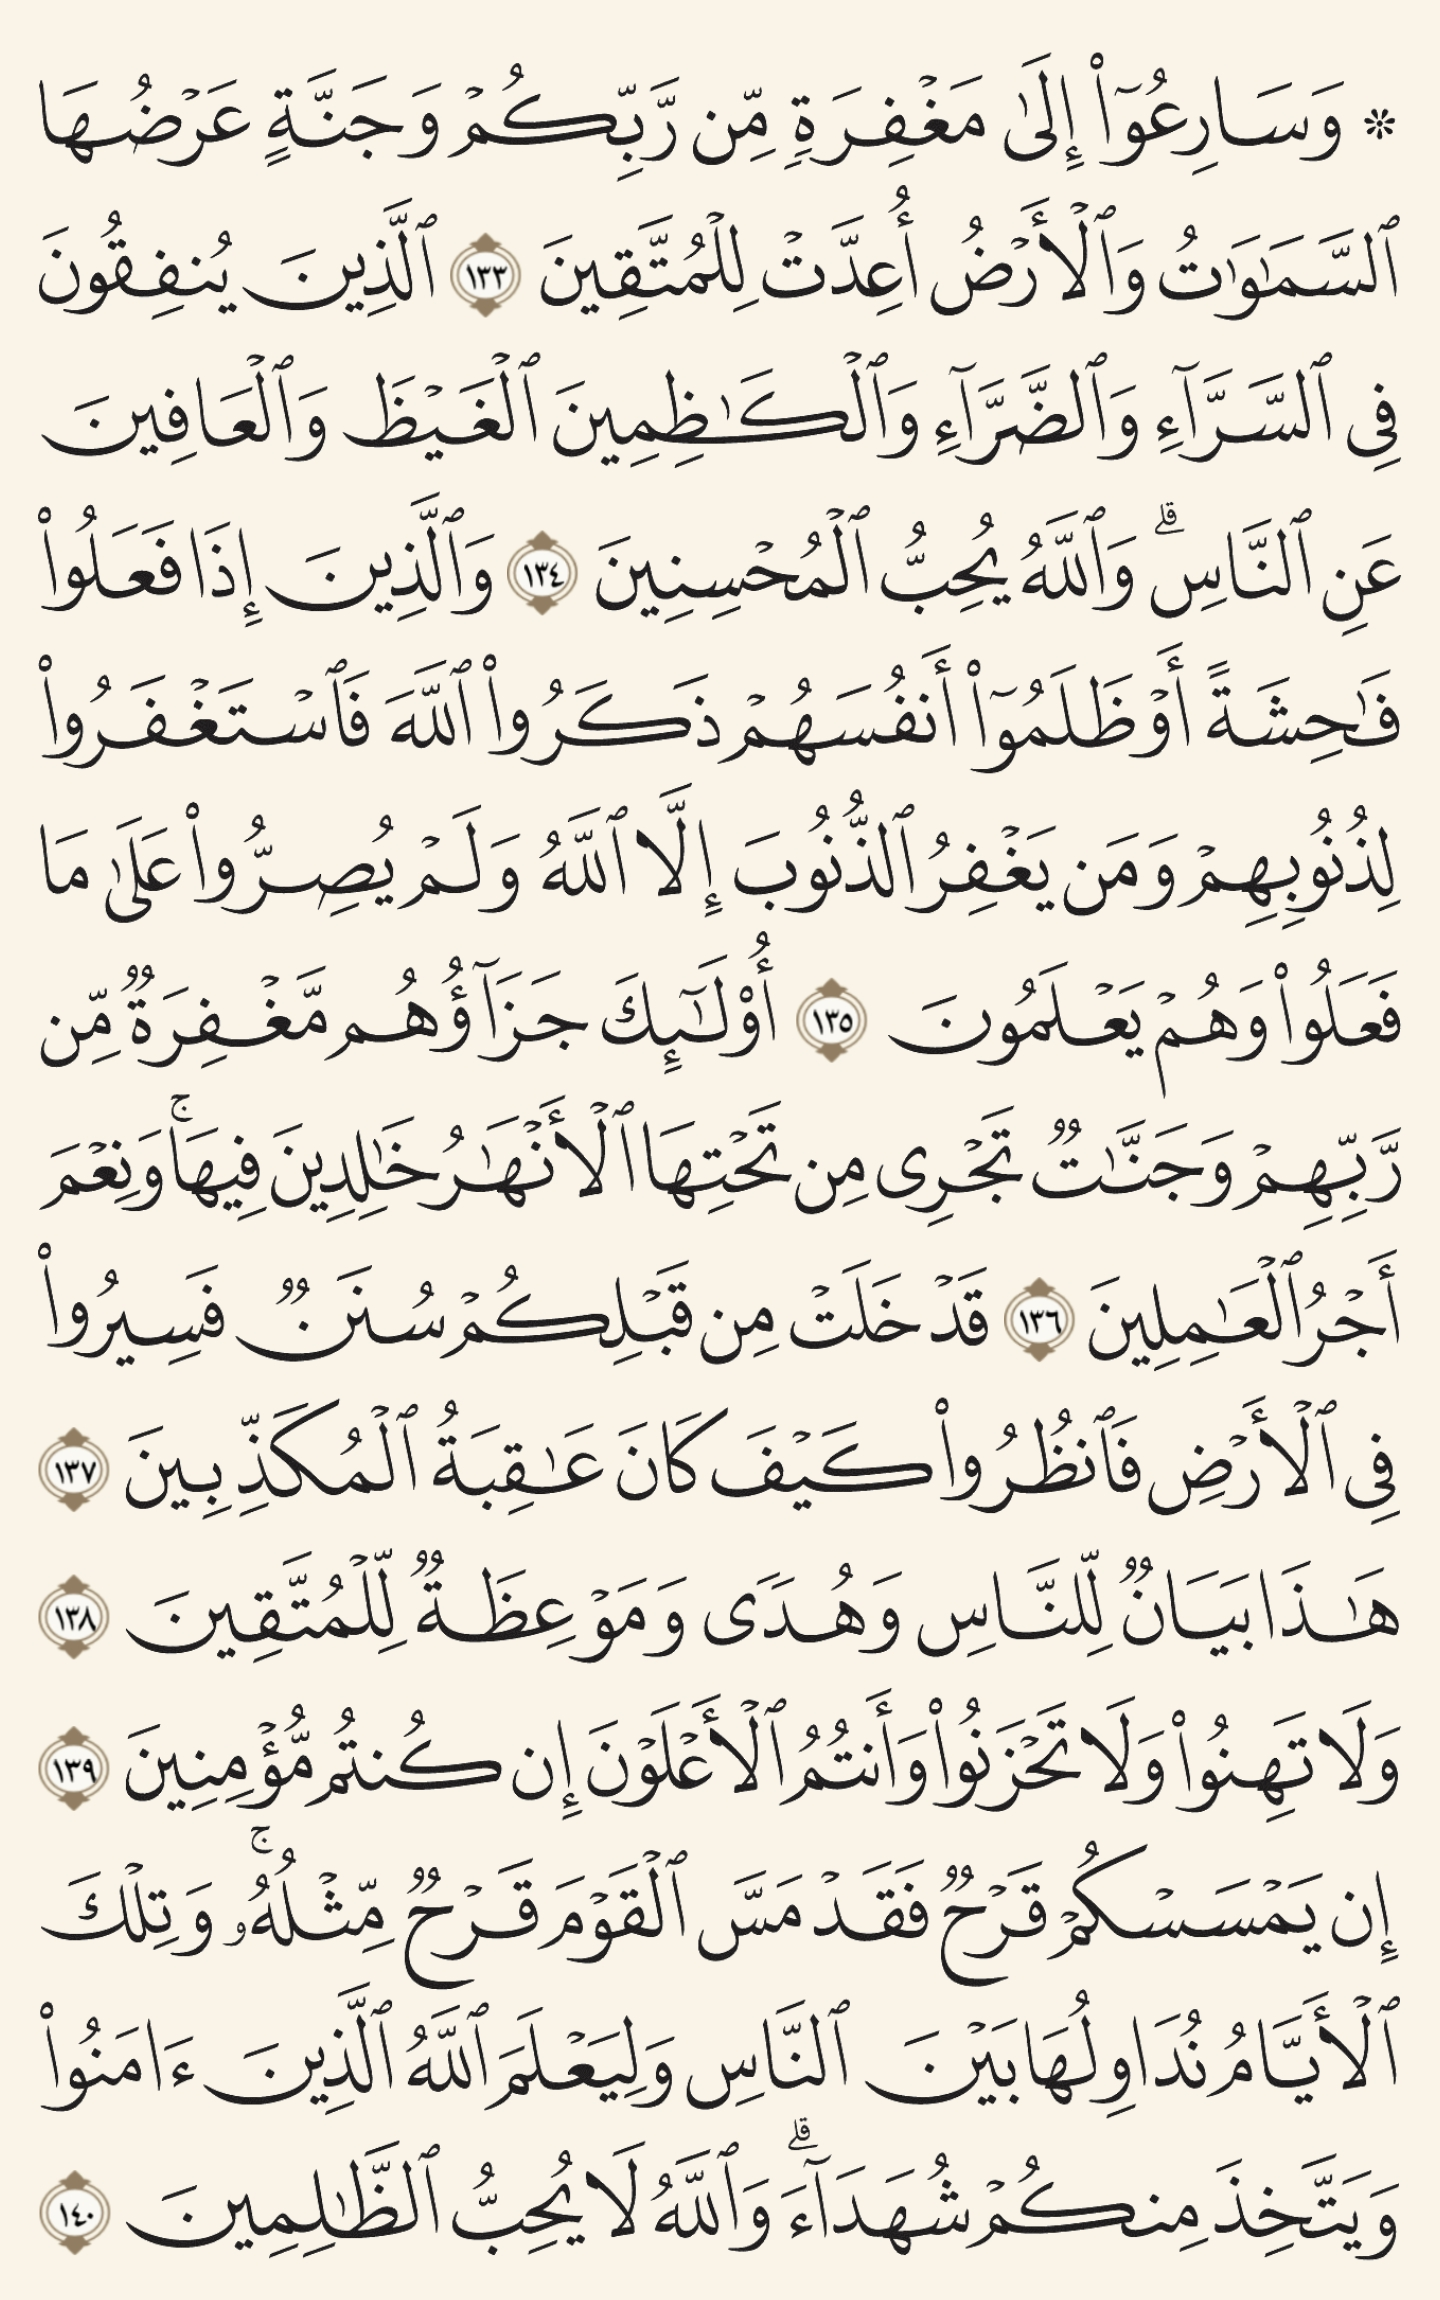 ۞ وَسَارِعُوٓا۟ إِلَىٰ مَغْفِرَةٍ مِّن رَّبِّكُمْ وَجَنَّةٍ عَرْضُهَا
ٱلسَّمَٰوَٰتُ وَٱلْأَرْضُ أُعِدَّتْ لِلْمُتَّقِينَ ١٣٣ ٱلَّذِينَ يُنفِقُونَ
فِى ٱلسَّرَّآءِ وَٱلضَّرَّآءِ وَٱلْكَٰظِمِينَ ٱلْغَيْظَ وَٱلْعَافِينَ
عَنِ ٱلنَّاسِ ۗ وَٱللَّهُ يُحِبُّ ٱلْمُحْسِنِينَ ١٣٤ وَٱلَّذِينَ إِذَا فَعَلُوا۟
فَٰحِشَةً أَوْ ظَلَمُوٓا۟ أَنفُسَهُمْ ذَكَرُوا۟ ٱللَّهَ فَٱسْتَغْفَرُوا۟
لِذُنُوبِهِمْ وَمَن يَغْفِرُ ٱلذُّنُوبَ إِلَّا ٱللَّهُ وَلَمْ يُصِرُّوا۟ عَلَىٰ مَا
فَعَلُوا۟ وَهُمْ يَعْلَمُونَ ١٣٥ أُو۟لَٰٓئِكَ جَزَآؤُهُم مَّغْفِرَةٌ مِّن
رَّبِّهِمْ وَجَنَّٰتٌ تَجْرِى مِن تَحْتِهَا ٱلْأَنْهَٰرُ خَٰلِدِينَ فِيهَا ۚ وَنِعْمَ
أَجْرُ ٱلْعَٰمِلِينَ ١٣٦ قَدْ خَلَتْ مِن قَبْلِكُمْ سُنَنٌ فَسِيرُوا۟
فِى ٱلْأَرْضِ فَٱنظُرُوا۟ كَيْفَ كَانَ عَٰقِبَةُ ٱلْمُكَذِّبِينَ ١٣٧
هَٰذَا بَيَانٌ لِّلنَّاسِ وَهُدًى وَمَوْعِظَةٌ لِّلْمُتَّقِينَ ١٣٨
وَلَا تَهِنُوا۟ وَلَا تَحْزَنُوا۟ وَأَنتُمُ ٱلْأَعْلَوْنَ إِن كُنتُم مُّؤْمِنِينَ ١٣٩
إِن يَمْسَسْكُمْ قَرْحٌ فَقَدْ مَسَّ ٱلْقَوْمَ قَرْحٌ مِّثْلُهُۥ ۚ وَتِلْكَ
ٱلْأَيَّامُ نُدَاوِلُهَا بَيْنَ ٱلنَّاسِ وَلِيَعْلَمَ ٱللَّهُ ٱلَّذِينَ ءَامَنُوا۟
وَيَتَّخِذَ مِنكُمْ شُهَدَآءَ ۗ وَٱللَّهُ لَا يُحِبُّ ٱلظَّٰلِمِينَ ١٤٠